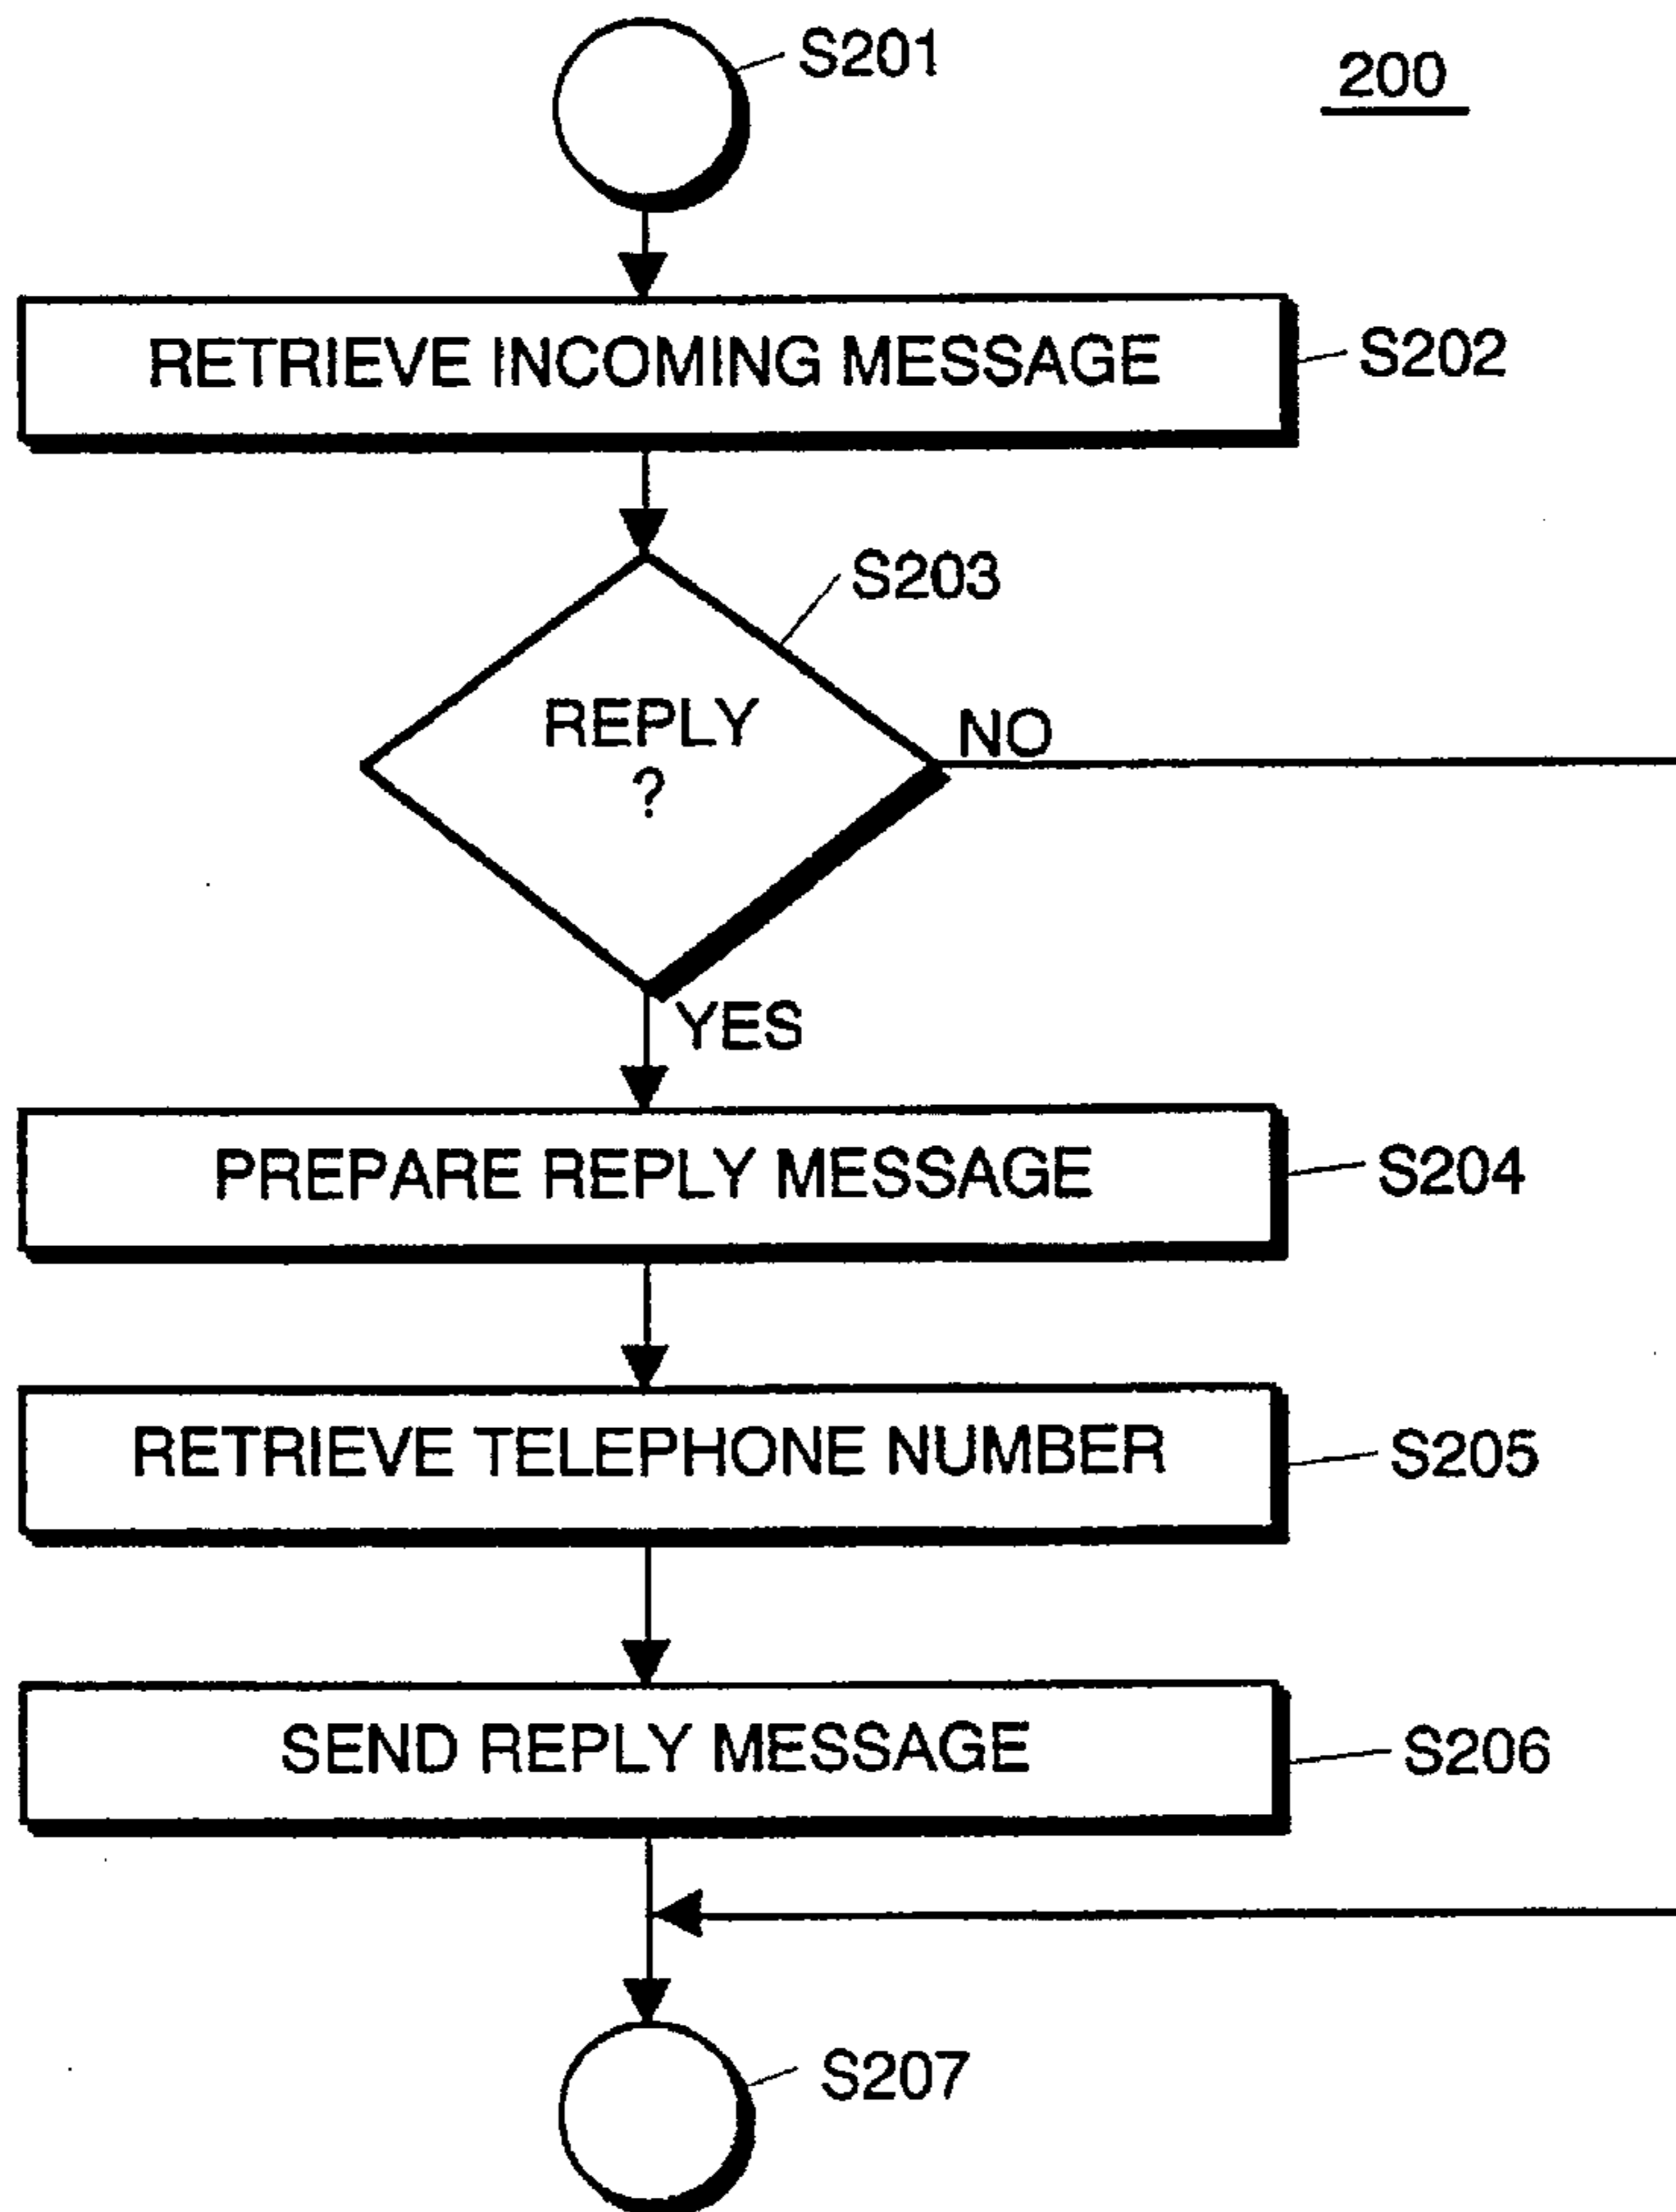 S201
200
RETRIEVE INCOMING MESSAGE
S202
S203
REPLY
?
NO
YES
PREPARE REPLY MESSAGE
S204
RETRIEVE TELEPHONE NUMBER
S205
SEND REPLY MESSAGE
S206
S207